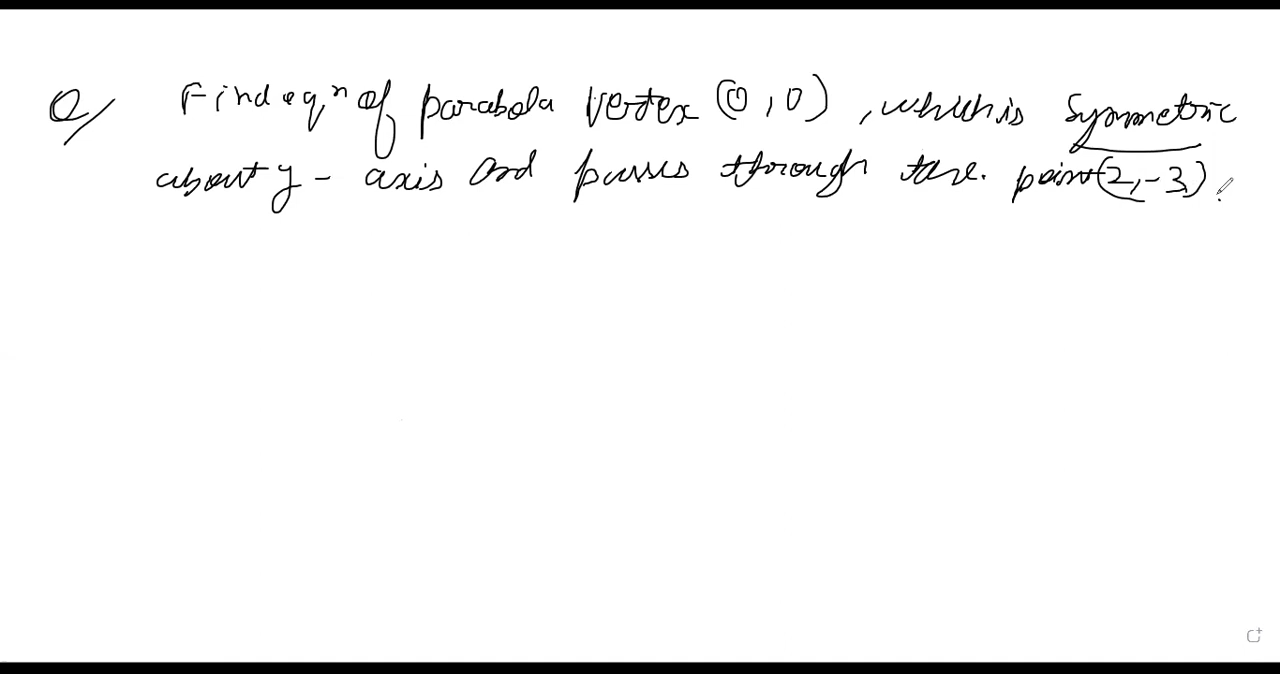 Q/ Find eqn of parabola vertex (0,0), which is symmetric
about y-axis and passes through the point (2,-3).